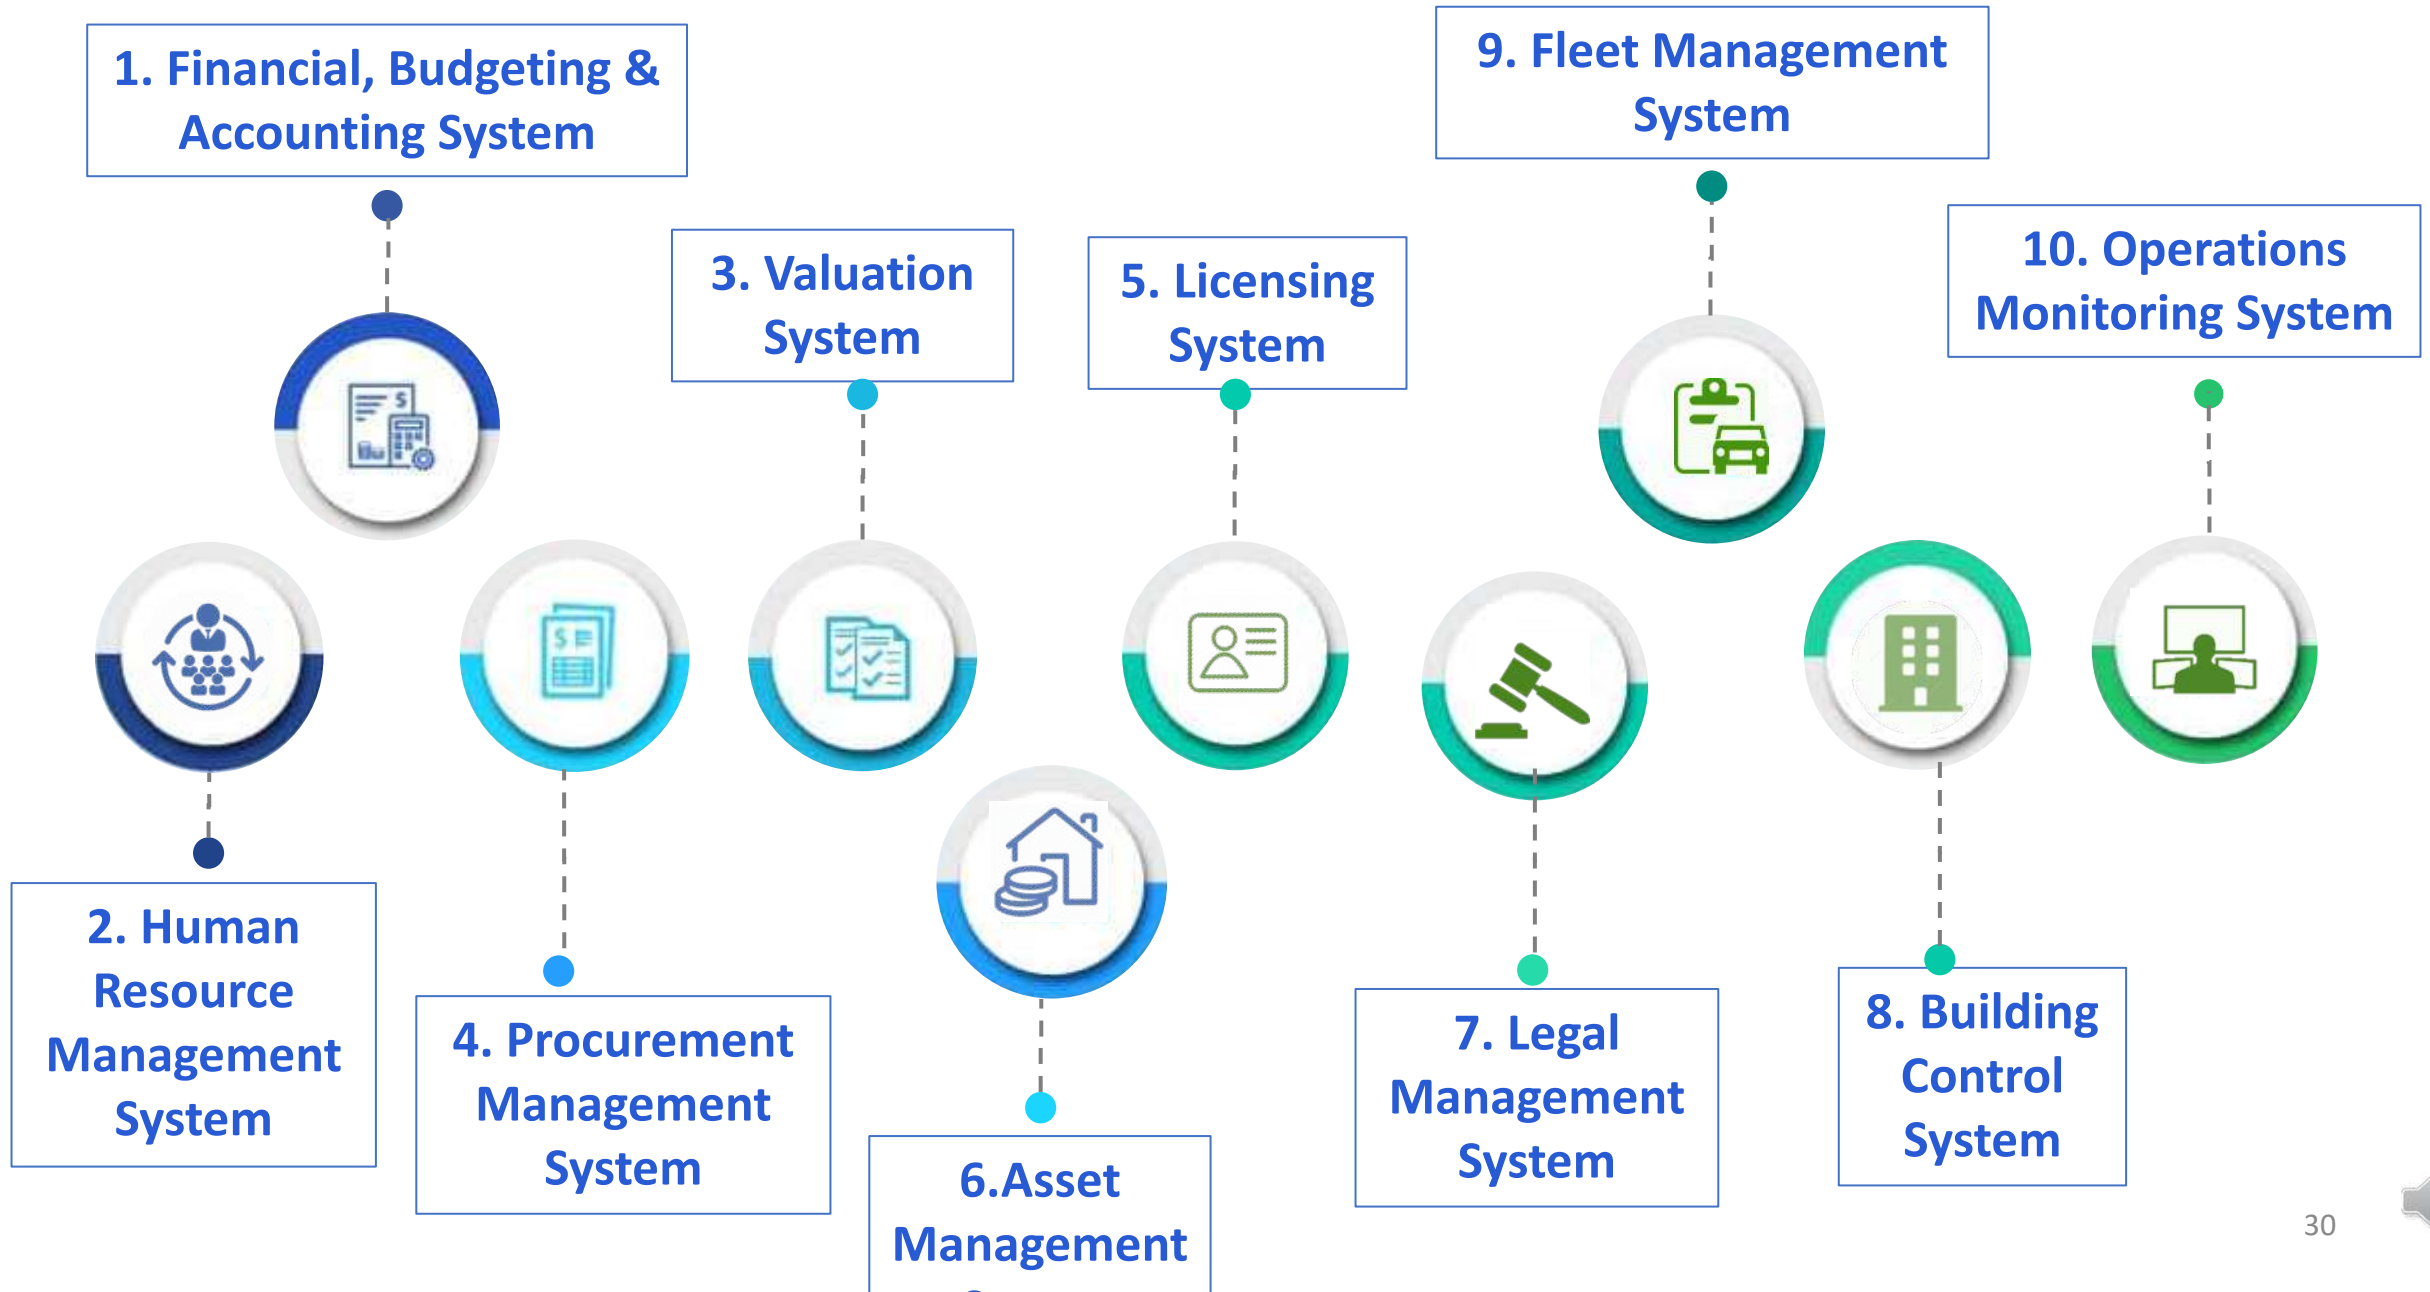 1. Financial, Budgeting &
Accounting System
2. Human
Resource
Management
System
3. Valuation
System
4. Procurement
Management
System
5. Licensing
System
6.Asset
Management
7. Legal
Management
System
8. Building
Control
System
9. Fleet Management
System
10. Operations
Monitoring System
30